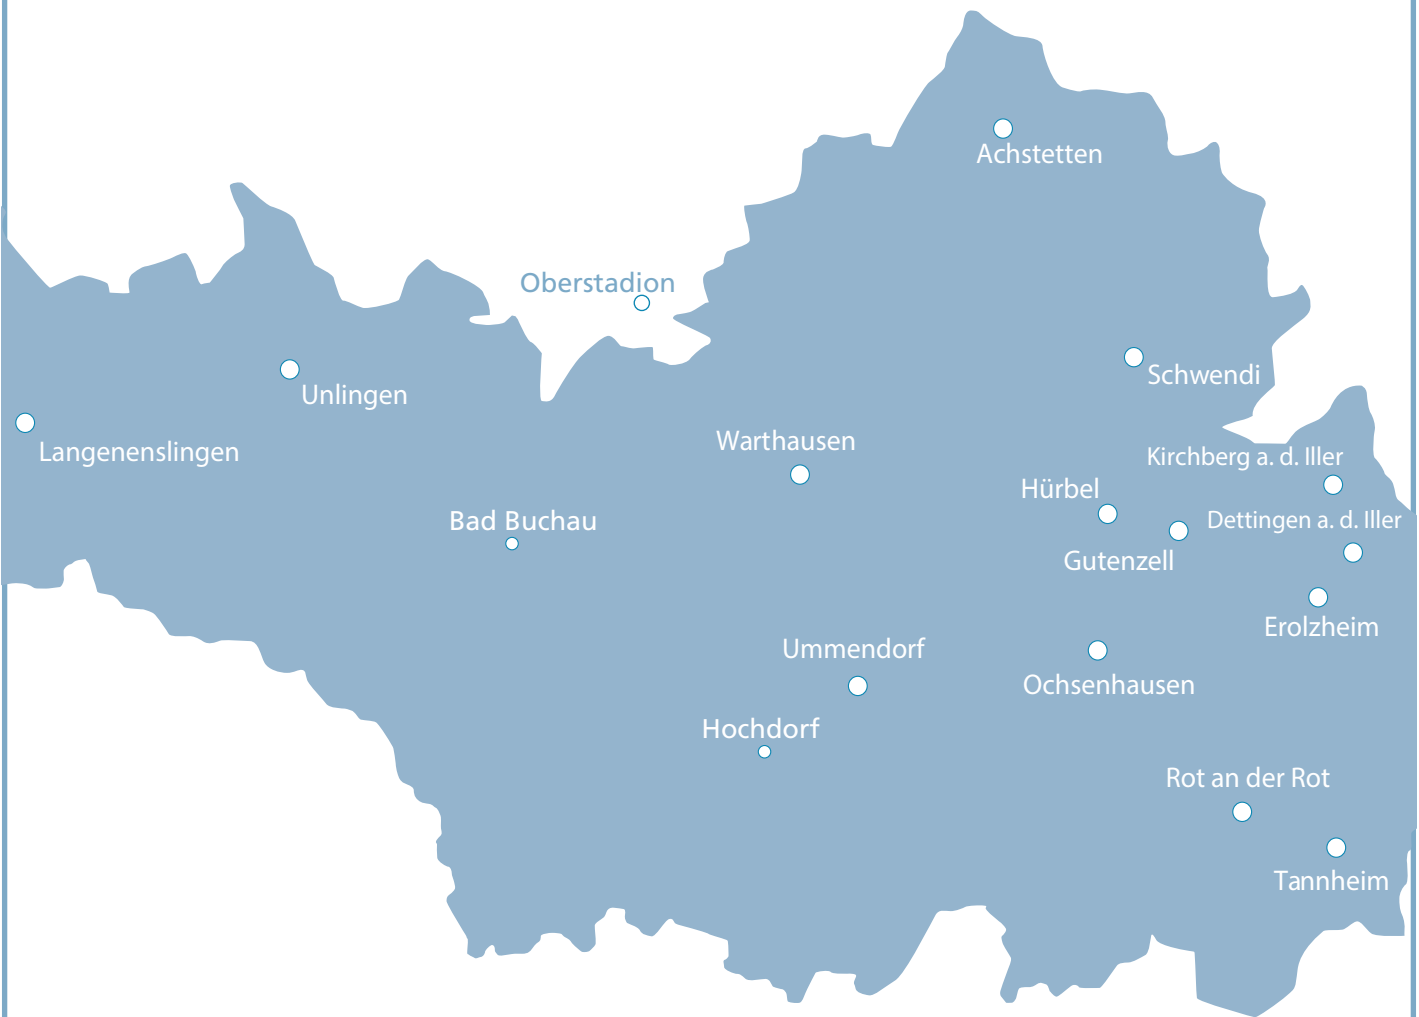 Achstetten
Oberstadion
Schwendi
Unlingen
Langenenslingen
Warthausen
Kirchberg a. d. Iller
Hürbel
Bad Buchau
Dettingen a. d. Iller
Gutenzell
Erolzheim
Ummendorf
Ochsenhausen
Hochdorf
Rot an der Rot
Tannheim